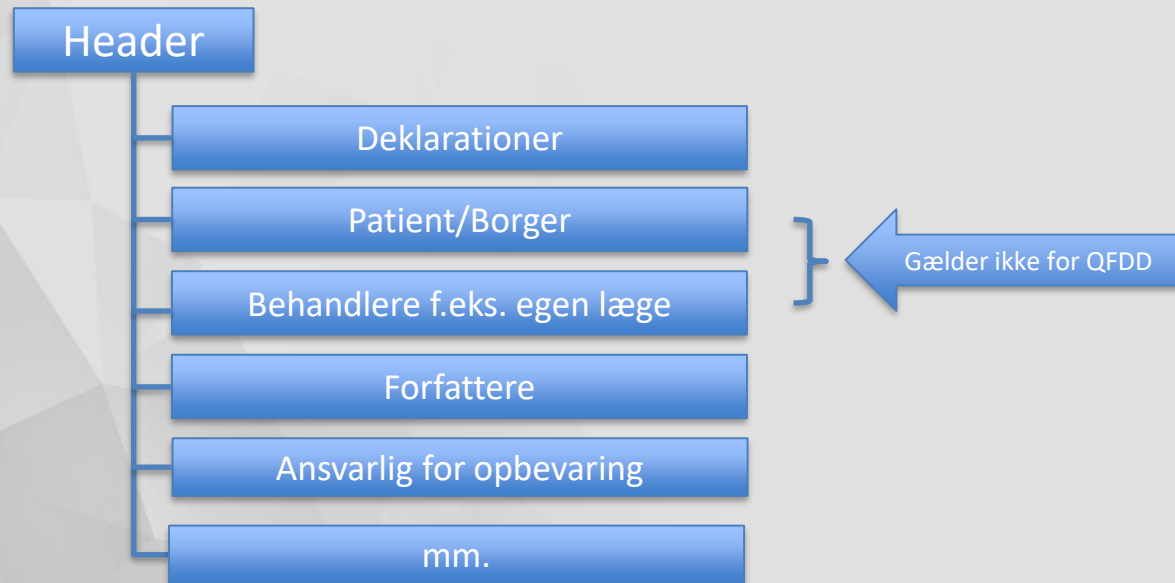 Header
Deklarationer
Patient/Borger
Behandlere f.eks. egen læge
Gælder ikke for QFDD
Forfattere
Ansvarlig for opbevaring
mm.